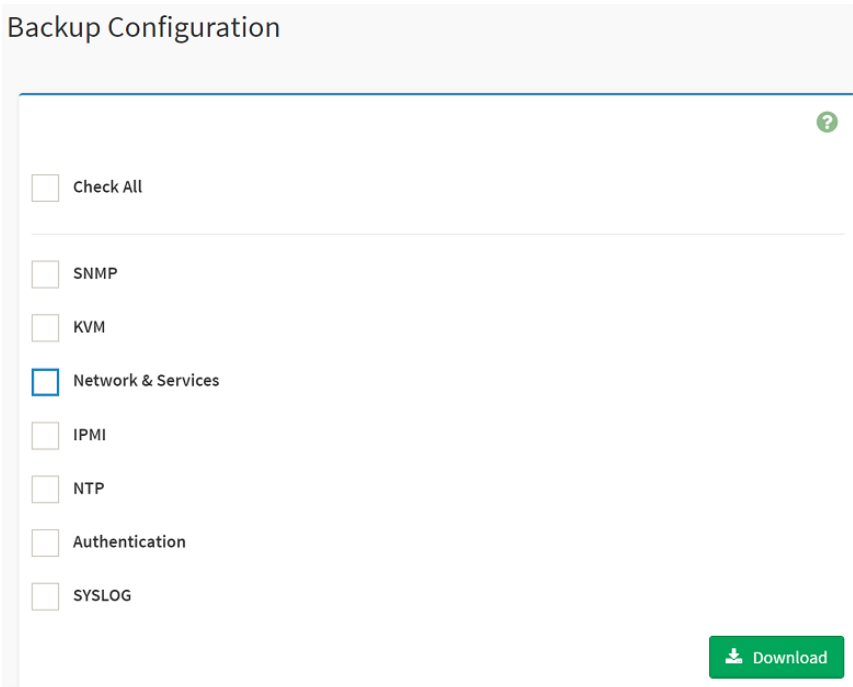 Backup Configuration
?
Check All
SNMP
KVM
Network & Services
IPMI
NTP
Authentication
SYSLOG
Download